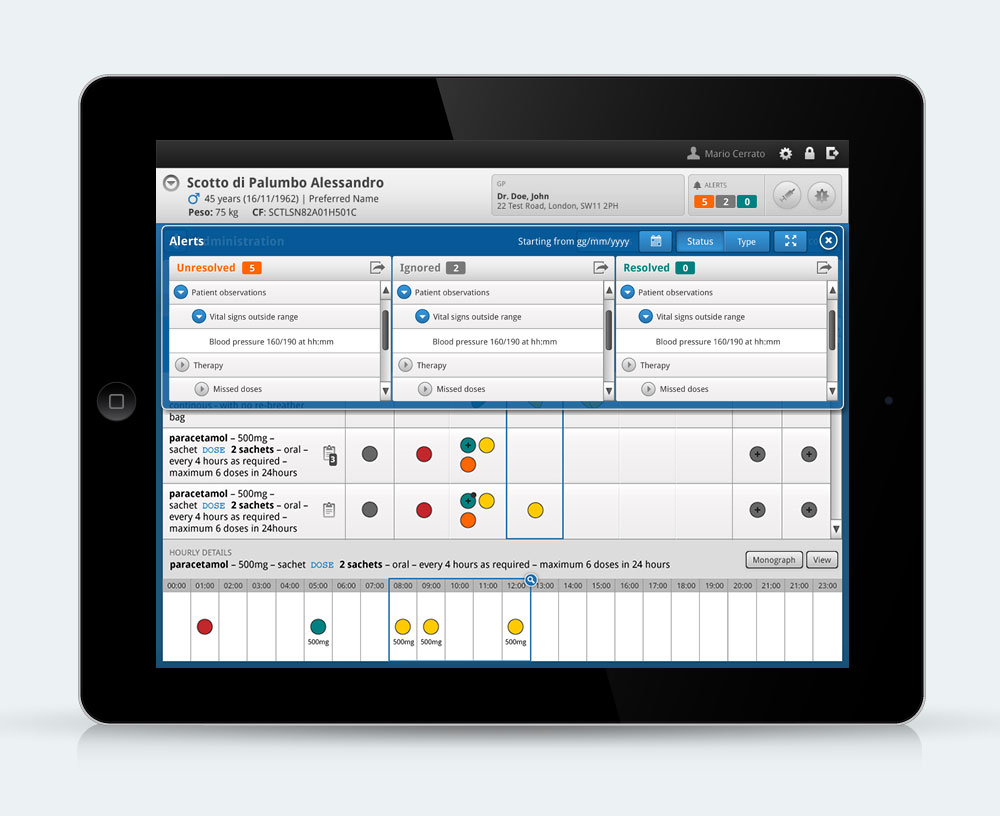 Mario Cerrato
Scotto di Palumbo Alessandro
45 years (16/11/1962) | Preferred Name
Peso: 75 kg CF: SCTLSN82A01H501C
GP
Dr. Doe, John
22 Test Road, London, SW11 2PH
ALERTS
5 2 0
Alerts administration
Starting from gg/mm/yyyy
Status Type
Unresolved 5
Ignored 2
Resolved 0
Patient observations
Patient observations
Patient observations
Vital signs outside range
Vital signs outside range
Vital signs outside range
Blood pressure 160/190 at hh:mm
Blood pressure 160/190 at hh:mm
Blood pressure 160/190 at hh:mm
Therapy
Therapy
Therapy
Missed doses
Missed doses
Missed doses
continous - with no re-breather
bag
paracetamol – 500mg –
sachet DOSE 2 sachets – oral –
every 4 hours as required –
maximum 6 doses in 24hours
3
paracetamol – 500mg –
sachet DOSE 2 sachets – oral –
every 4 hours as required –
maximum 6 doses in 24hours
HOURLY DETAILS
paracetamol – 500mg – sachet DOSE 2 sachets – oral – every 4 hours as required – maximum 6 doses in 24 hours
Monograph View
00:00 01:00 02:00 03:00 04:00 05:00 06:00 07:00 08:00 09:00 10:00 11:00 12:00 13:00 14:00 15:00 16:00 17:00 18:00 19:00 20:00 21:00 21:00 23:00
500mg 500mg 500mg 500mg